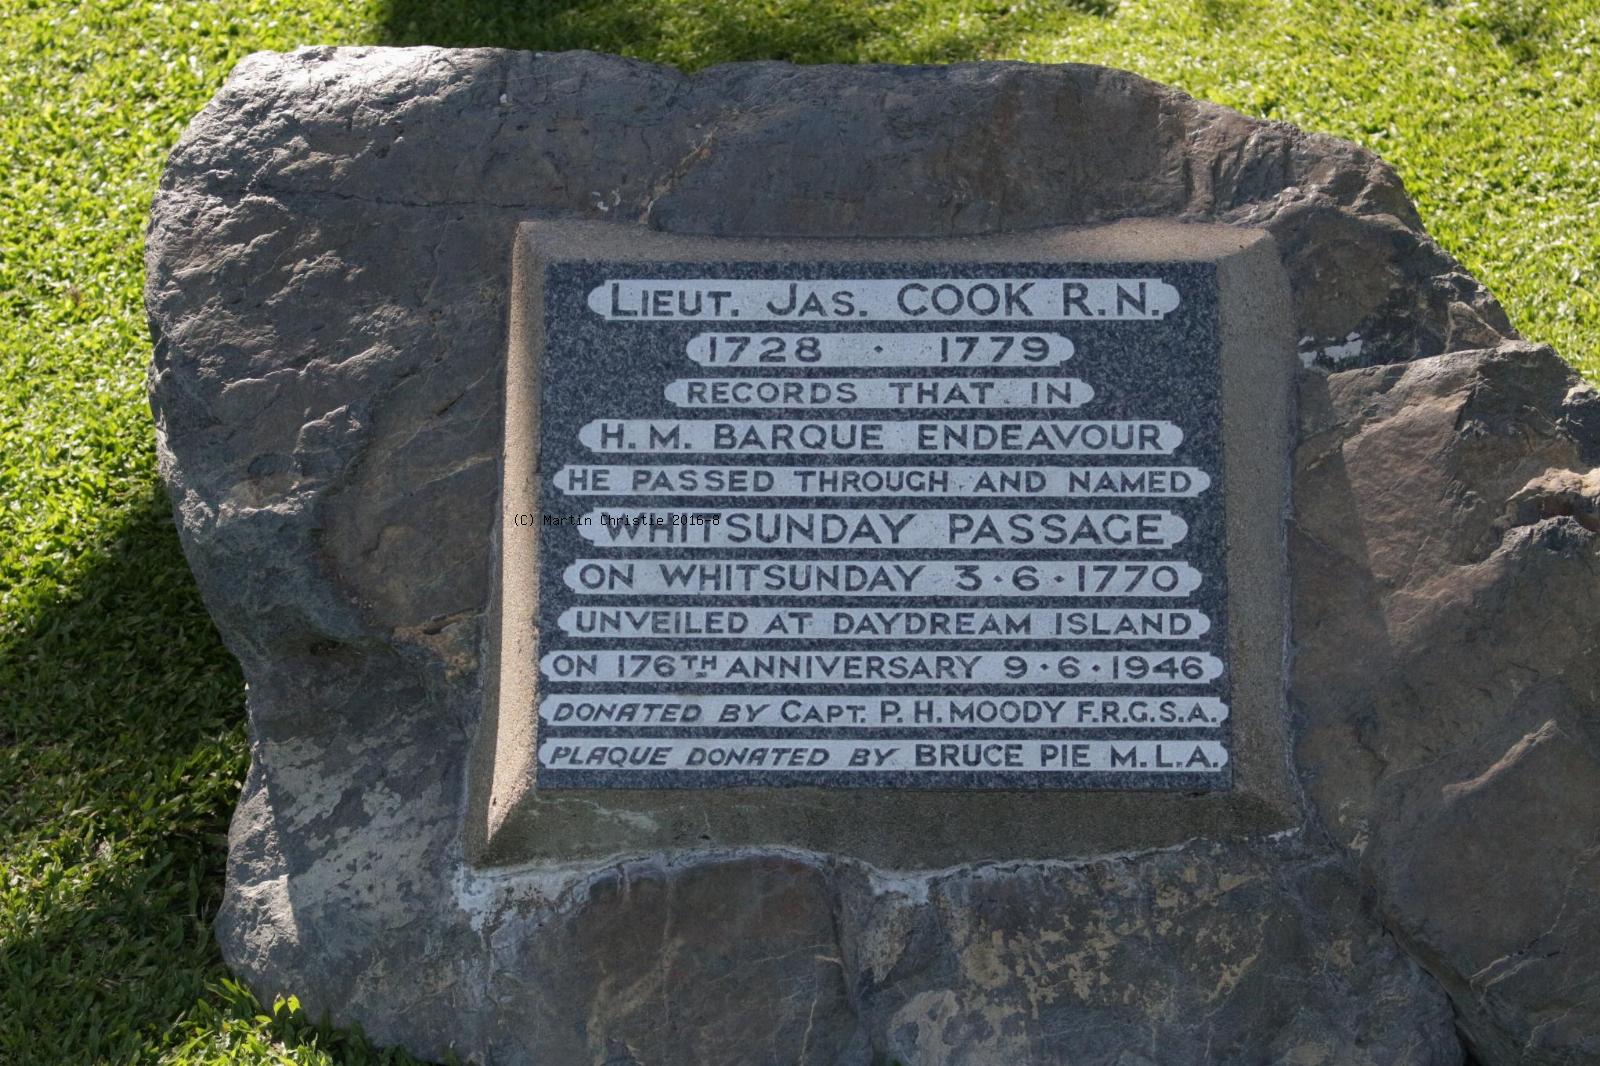 LIEUT. JAS. COOK R.N.
1728 · 1779
RECORDS THAT IN
H. M. BARQUE ENDEAVOUR
HE PASSED THROUGH AND NAMED
(C) Martin Christie 2016-8
WHITSUNDAY PASSAGE
ON WHITSUNDAY 3·6·1770
UNVEILED AT DAYDREAM ISLAND
ON 176TH ANNIVERSARY 9·6·1946
DONATED BY CAPT. P. H. MOODY F.R.G.S.A.
PLAQUE DONATED BY BRUCE PIE M.L.A.